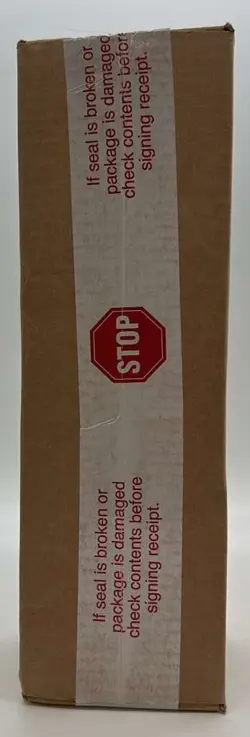 If seal is broken or
package is damaged
check contents before
signing receipt.
STOP
If seal is broken or
package is damaged
check contents before
signing receipt.